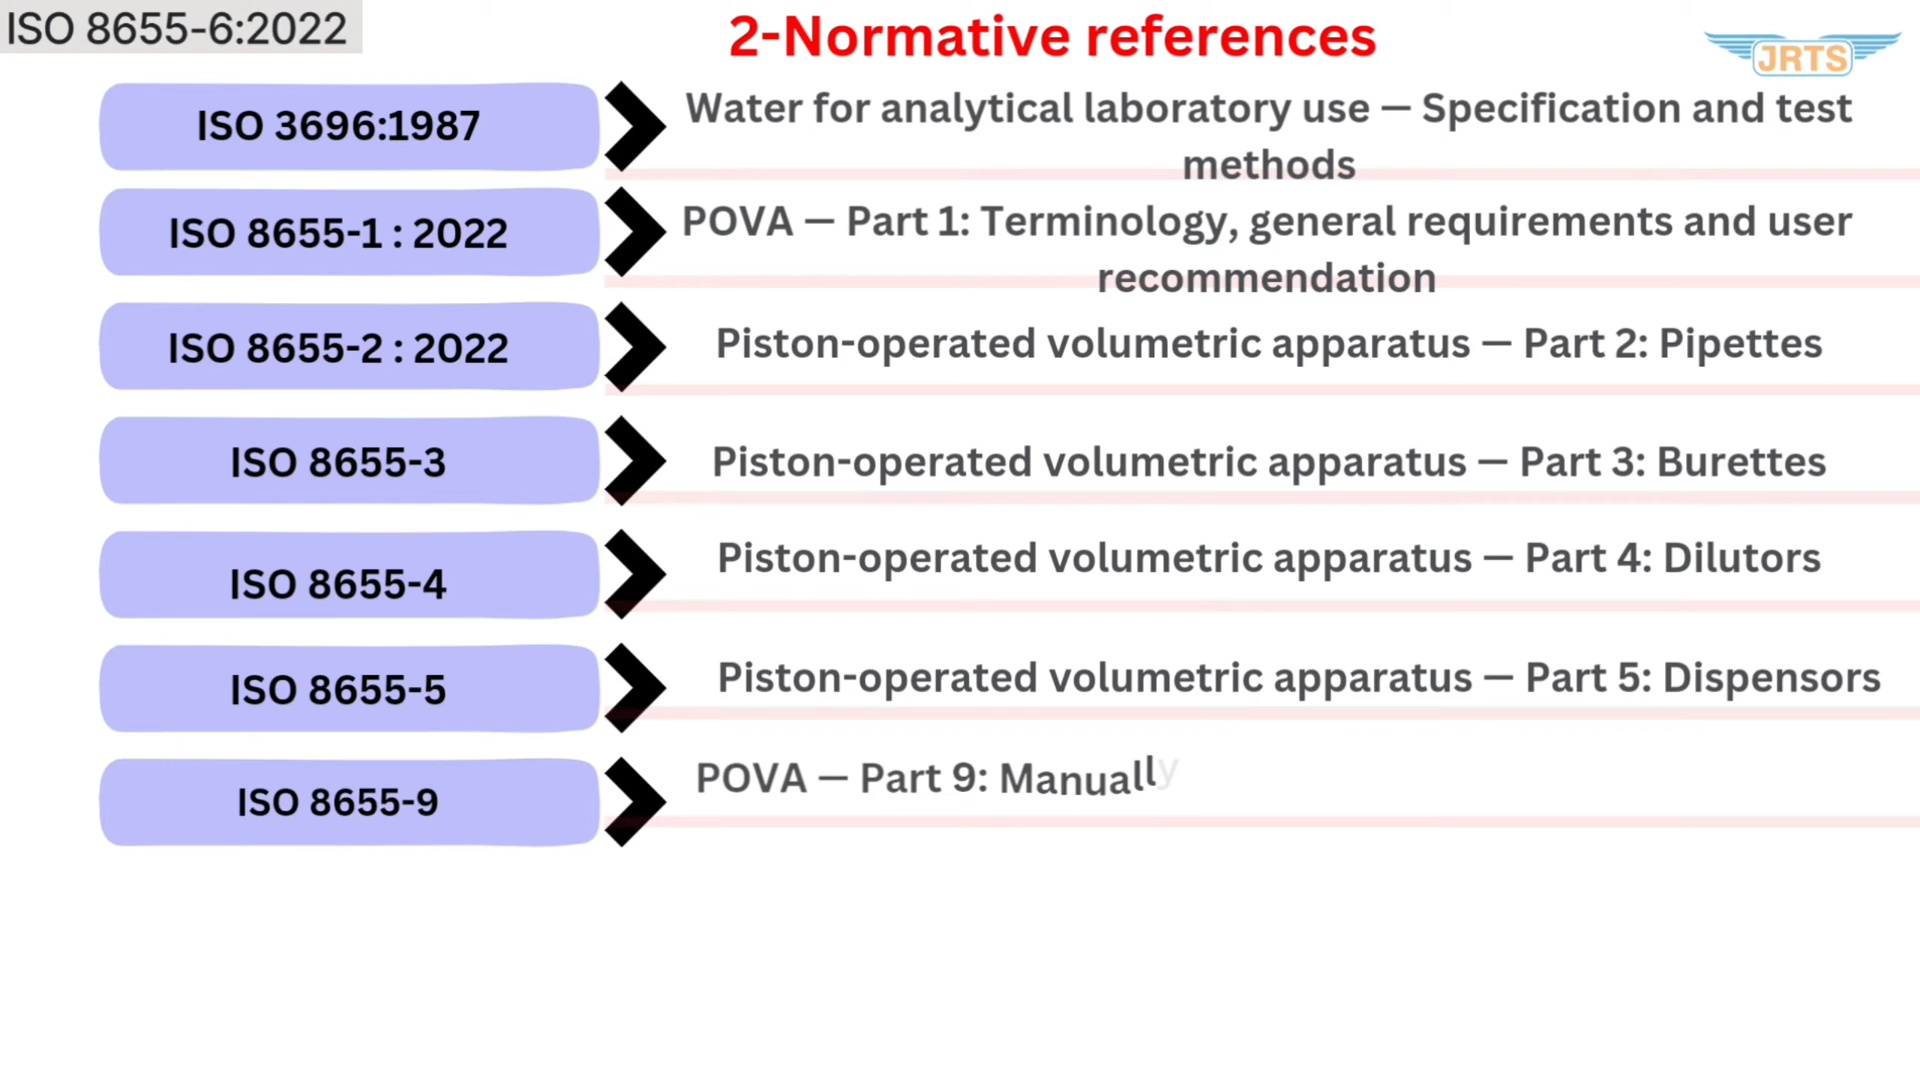 ISO 8655-6:2022
2-Normative references
JRTS
ISO 3696:1987
Water for analytical laboratory use — Specification and test
methods
ISO 8655-1 : 2022
POVA — Part 1: Terminology, general requirements and user
recommendation
ISO 8655-2 : 2022
Piston-operated volumetric apparatus — Part 2: Pipettes
ISO 8655-3
Piston-operated volumetric apparatus — Part 3: Burettes
ISO 8655-4
Piston-operated volumetric apparatus — Part 4: Dilutors
ISO 8655-5
Piston-operated volumetric apparatus — Part 5: Dispensors
ISO 8655-9
POVA — Part 9: Manually